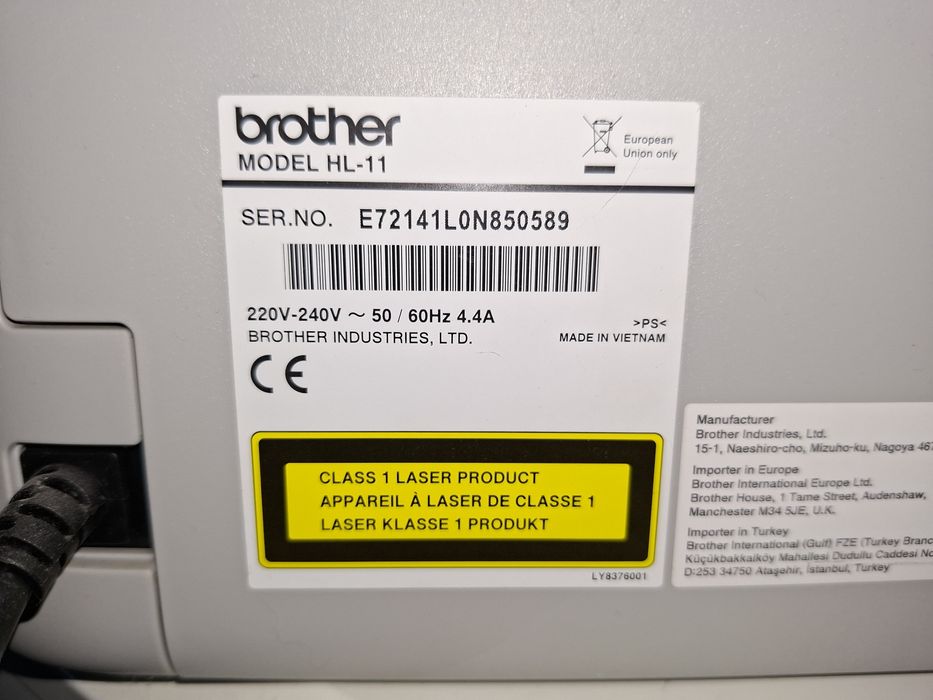 brother
MODEL HL-11
European
Union only
SER.NO. E72141L0N850589
220V-240V ～ 50 / 60Hz 4.4A
>PS<
BROTHER INDUSTRIES, LTD.
MADE IN VIETNAM
CE
CLASS 1 LASER PRODUCT
APPAREIL À LASER DE CLASSE 1
LASER KLASSE 1 PRODUKT
LY8376001
Manufacturer
Brother Industries, Ltd.
15-1, Naeshiro-cho, Mizuho-ku, Nagoya 467
Importer in Europe
Brother International Europe Ltd.
Brother House, 1 Tame Street, Audenshaw,
Manchester M34 5JE, U.K.
Importer in Turkey
Brother International (Gulf) FZE (Turkey Branc
Küçükbakkalköy Mahallesi Dudullu Caddesi No
D:253 34750 Ataşehir, İstanbul, Turkey